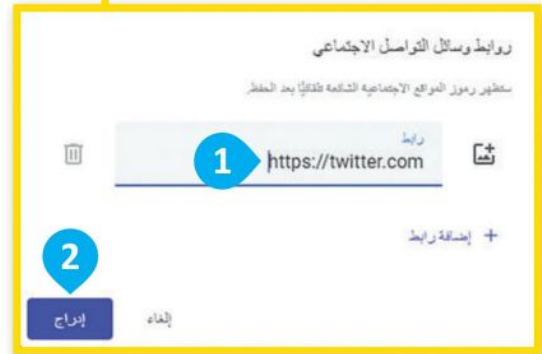 روابط وسائل التواصل الاجتماعي
ستظهر رموز المواقع الاجتماعية الشائعة تلقائيًا بعد الحفظ.
رابط
1
https://twitter.com
+ إضافة رابط
2
إلغاء
إدراج